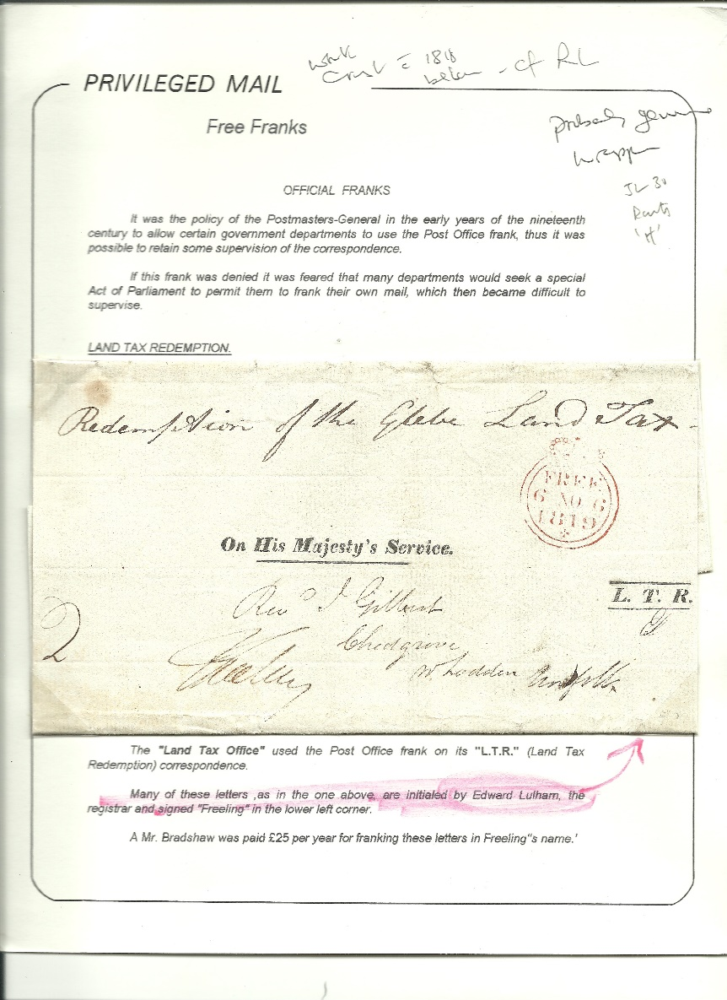 PRIVILEGED MAIL
1818
below - cf RL
Free Franks
probably genuine
wrapper
OFFICIAL FRANKS
It was the policy of the Postmasters-General in the early years of the nineteenth
century to allow certain government departments to use the Post Office frank, thus it was
possible to retain some supervision of the correspondence.
If this frank was denied it was feared that many departments would seek a special
Act of Parliament to permit them to frank their own mail, which then became difficult to
supervise.
LAND TAX REDEMPTION.
Redemption of the Glebe Land Tax -
FREE
6 NO 6
1819
On His Majesty's Service.
L. T. R.
Revd J Gilbert
Chedgrave
Loddon Norfolk
2
Freeling
The "Land Tax Office" used the Post Office frank on its "L.T.R." (Land Tax
Redemption) correspondence.
Many of these letters ,as in the one above, are initialed by Edward Lulham, the
registrar and signed "Freeling" in the lower left corner.
A Mr. Bradshaw was paid £25 per year for franking these letters in Freeling"s name.'